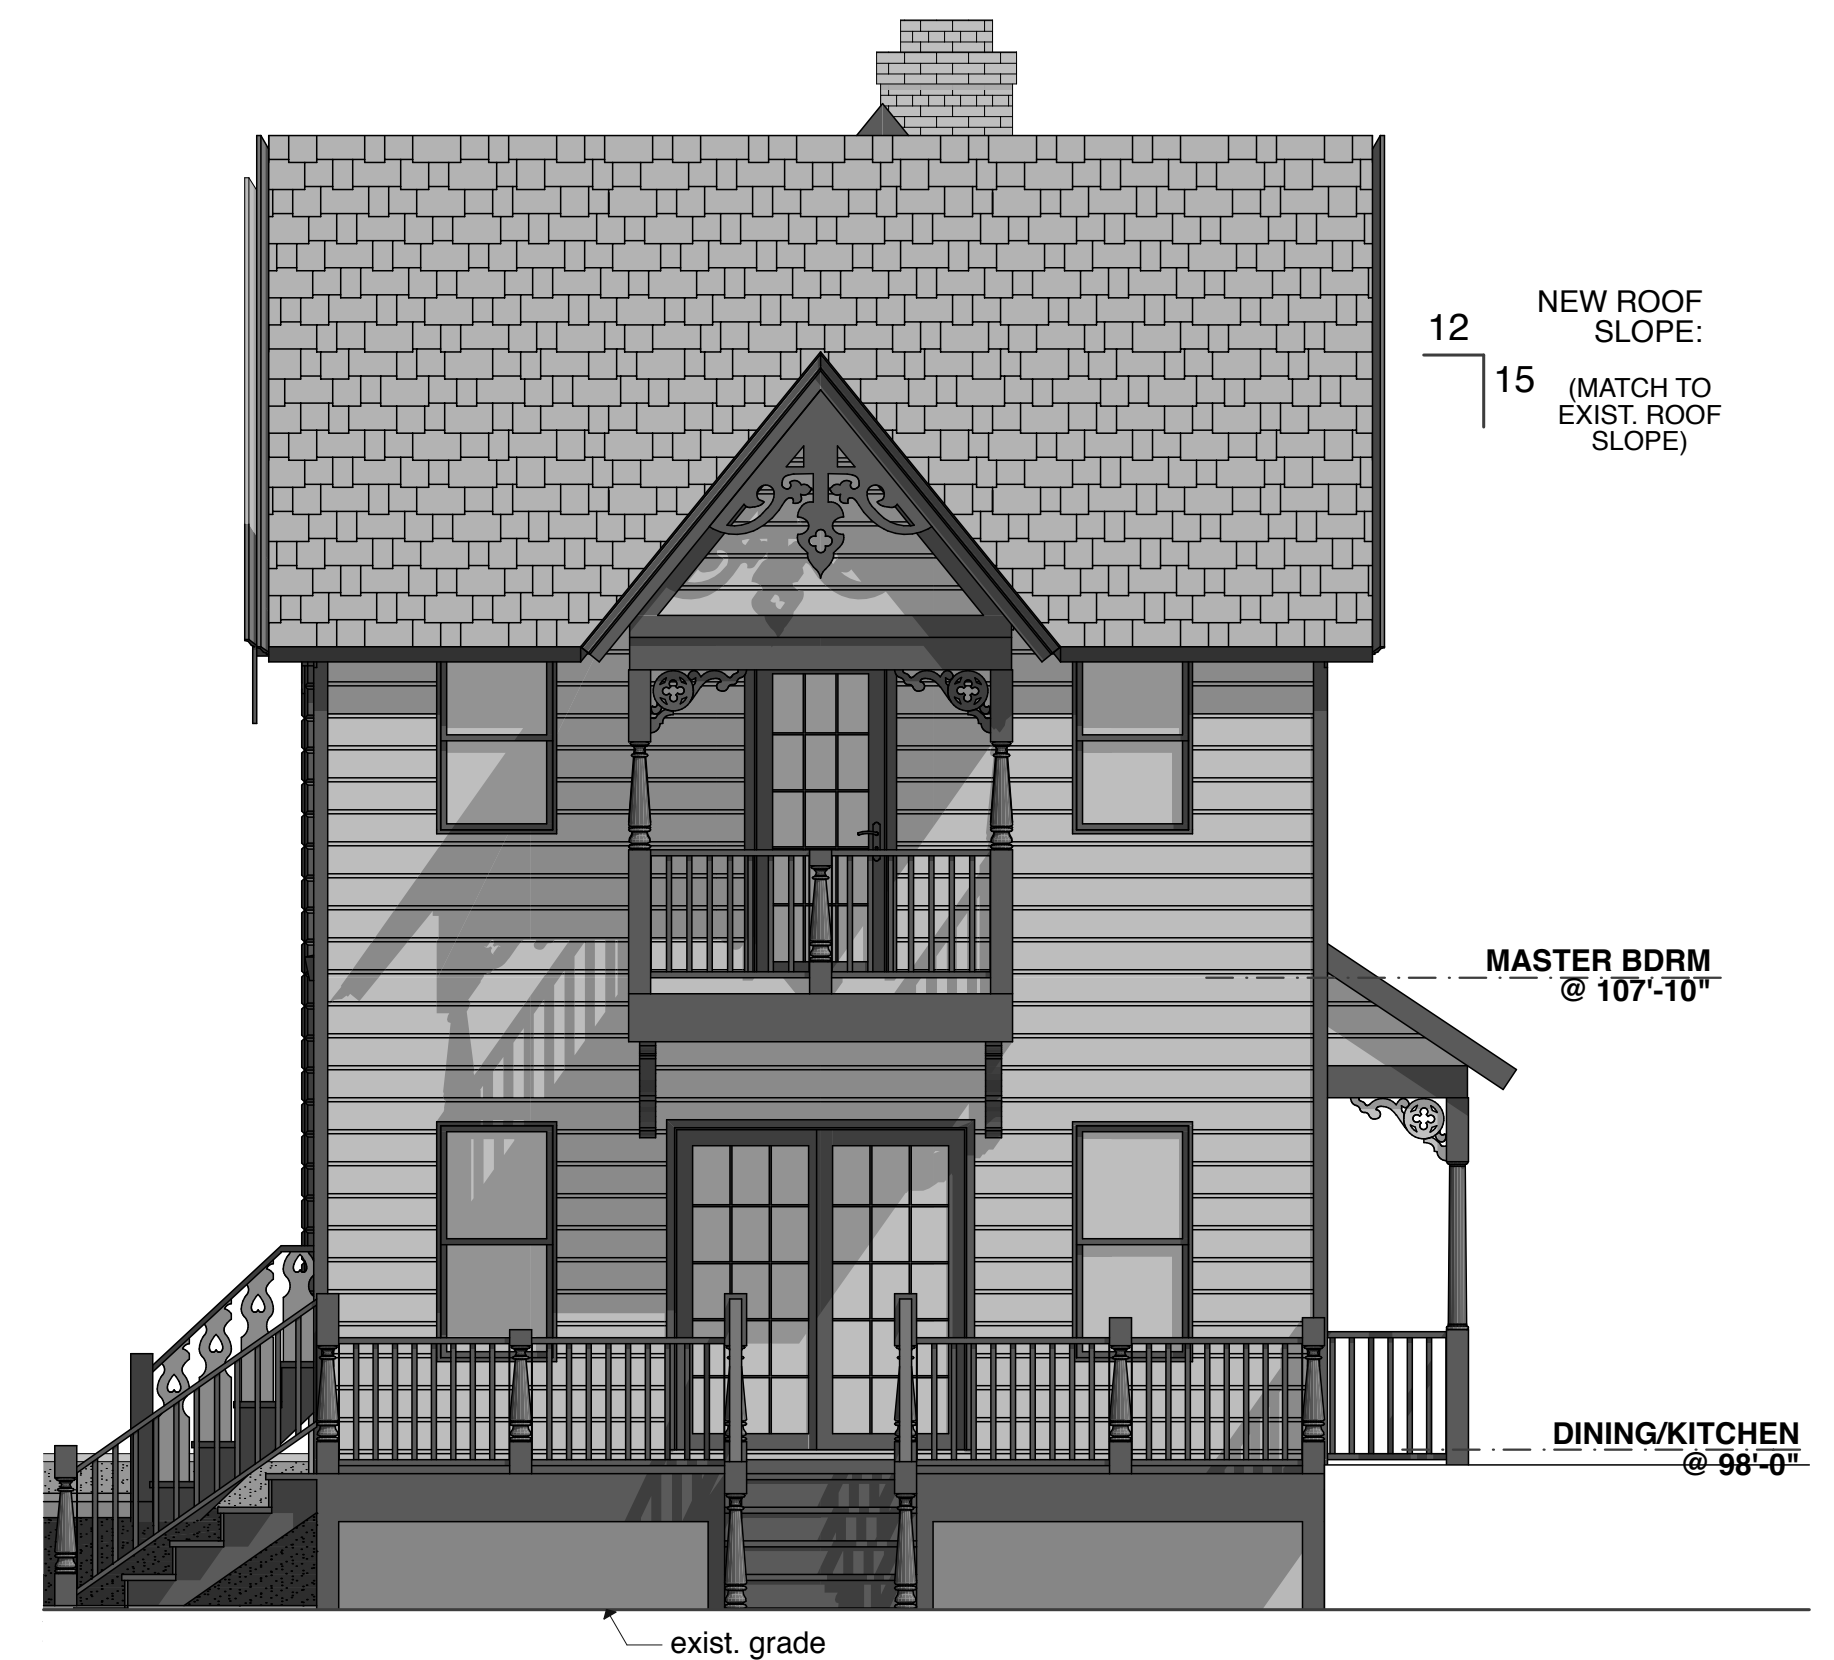 NEW ROOF
SLOPE:
12
15
(MATCH TO
EXIST. ROOF
SLOPE)
MASTER BDRM
@ 107'-10"
DINING/KITCHEN
@ 98'-0"
exist. grade